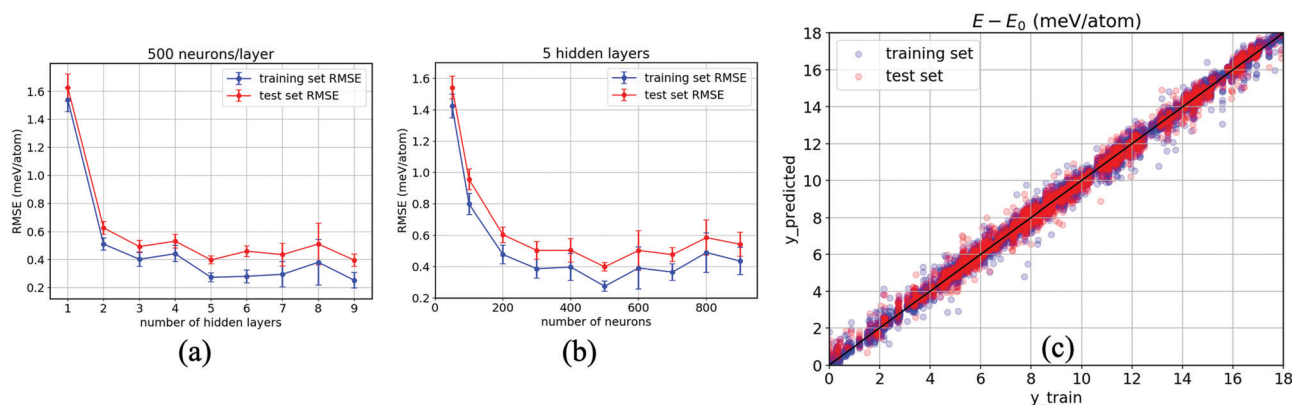 500 neurons/layer
training set RMSE
test set RMSE
RMSE (meV/atom)
1.6
1.4
1.2
1.0
0.8
0.6
0.4
0.2
1 2 3 4 5 6 7 8 9
number of hidden layers
(a)
5 hidden layers
training set RMSE
test set RMSE
RMSE (meV/atom)
1.6
1.4
1.2
1.0
0.8
0.6
0.4
0.2
0 200 400 600 800
number of neurons
(b)
E − E₀ (meV/atom)
training set
test set
y_predicted
18
16
14
12
10
8
6
4
2
0
0 2 4 6 8 10 12 14 16 18
y_train
(c)